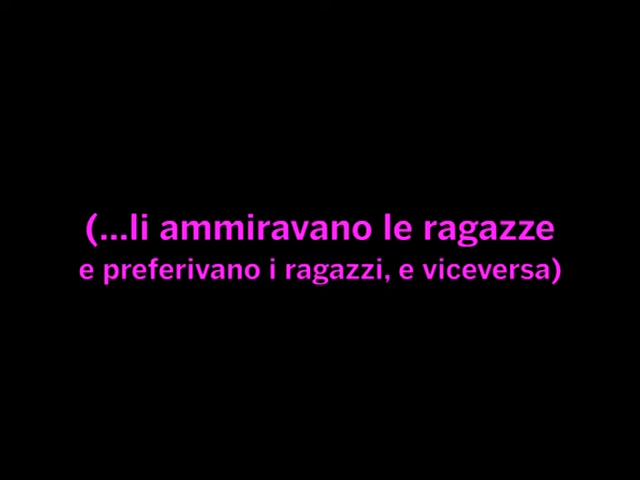 (...li ammiravano le ragazze
e preferivano i ragazzi, e viceversa)